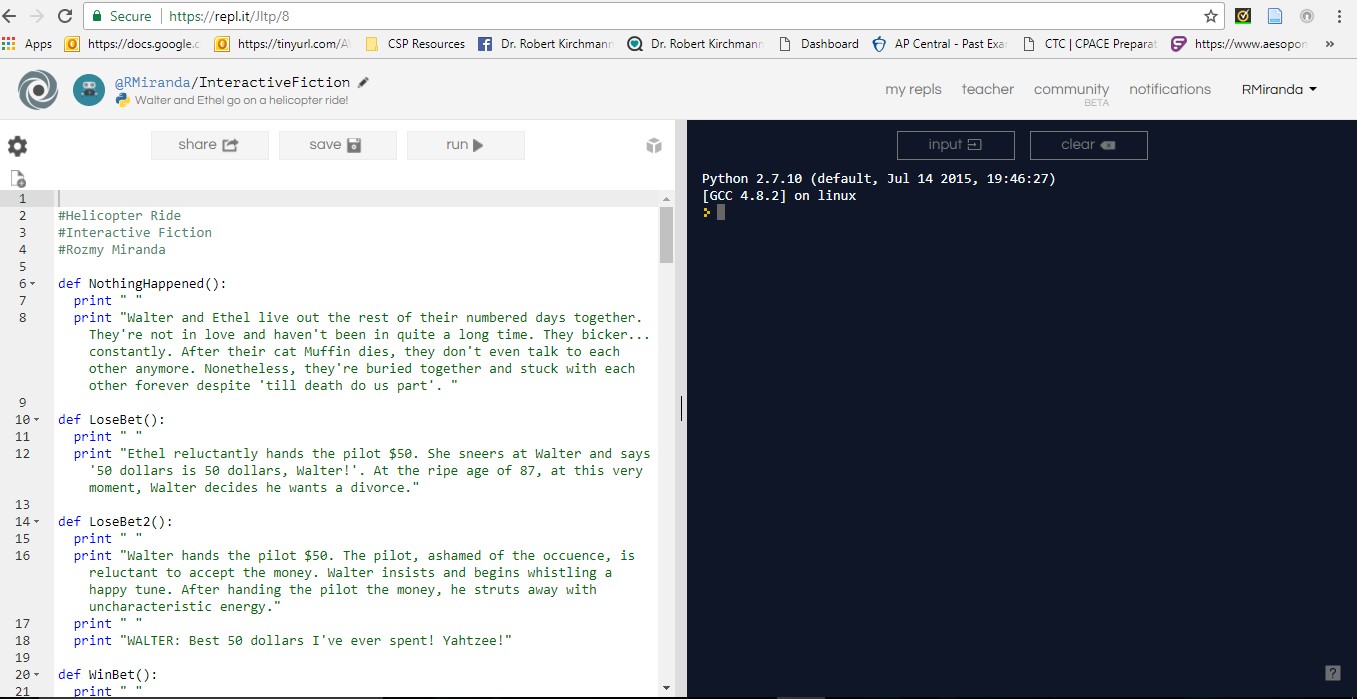 Secure https://repl.it/Jltp/8
Apps https://docs.google.c https://tinyurl.com/A CSP Resources Dr. Robert Kirchmann Dr. Robert Kirchmann Dashboard AP Central - Past Exa CTC | CPACE Preparat https://www.aesopon »
@RMiranda/InteractiveFiction
Walter and Ethel go on a helicopter ride!
my repls teacher community notifications RMiranda
BETA
share save run
input clear
Python 2.7.10 (default, Jul 14 2015, 19:46:27)
[GCC 4.8.2] on linux
>
1
2 #Helicopter Ride
3 #Interactive Fiction
4 #Rozmy Miranda
5
6 def NothingHappened():
7 print " "
8 print "Walter and Ethel live out the rest of their numbered days together.
They're not in love and haven't been in quite a long time. They bicker...
constantly. After their cat Muffin dies, they don't even talk to each
other anymore. Nonetheless, they're buried together and stuck with each
other forever despite 'till death do us part'. "
9
10 def LoseBet():
11 print " "
12 print "Ethel reluctantly hands the pilot $50. She sneers at Walter and says
'50 dollars is 50 dollars, Walter!'. At the ripe age of 87, at this very
moment, Walter decides he wants a divorce."
13
14 def LoseBet2():
15 print " "
16 print "Walter hands the pilot $50. The pilot, ashamed of the occuence, is
reluctant to accept the money. Walter insists and begins whistling a
happy tune. After handing the pilot the money, he struts away with
uncharacteristic energy."
17 print " "
18 print "WALTER: Best 50 dollars I've ever spent! Yahtzee!"
19
20 def WinBet():
21 print " "
?